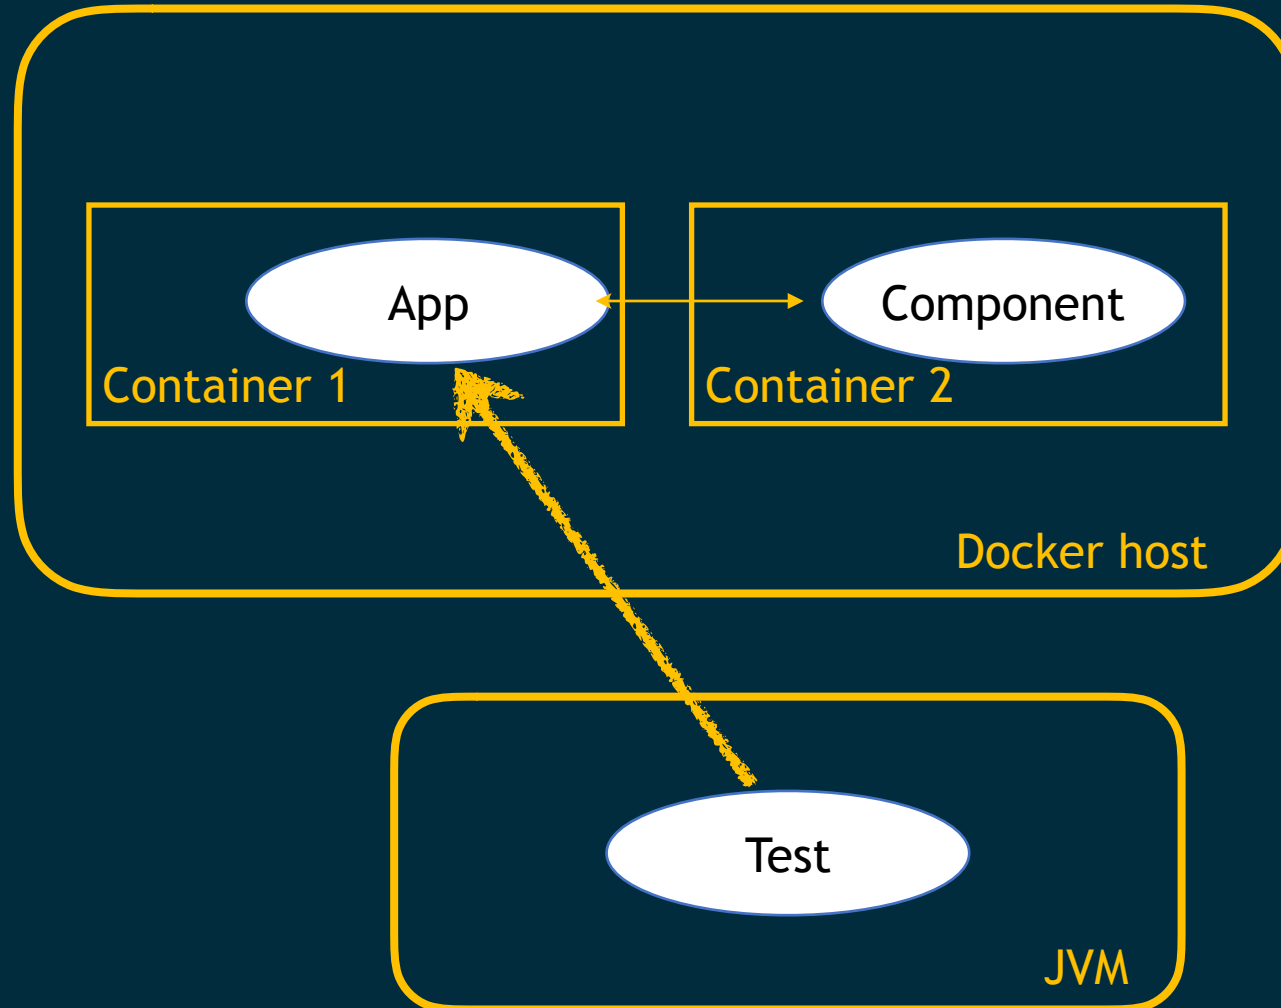 App
Component
Container 1
Container 2
Docker host
Test
JVM